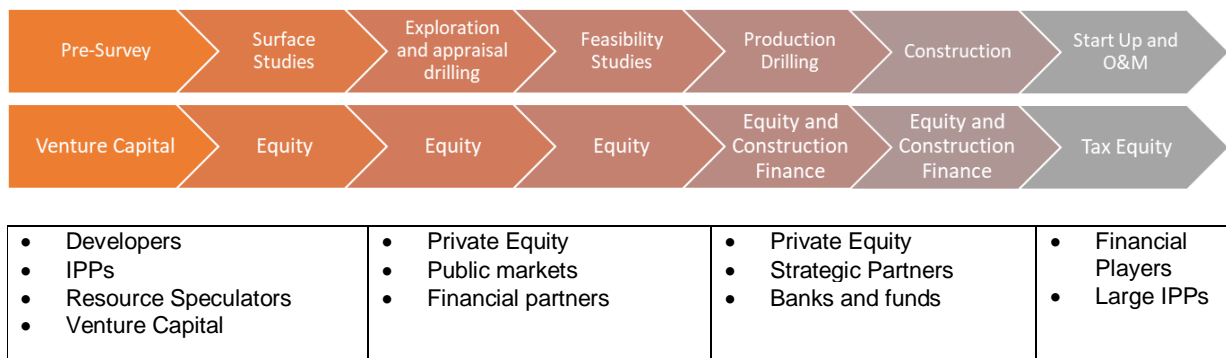 Pre-Survey
Surface
Studies
Exploration
and appraisal
drilling
Feasibility
Studies
Production
Drilling
Construction
Start Up and
O&M
Venture Capital
Equity
Equity
Equity
Equity and
Construction
Finance
Equity and
Construction
Finance
Tax Equity
• Developers
• IPPs
• Resource Speculators
• Venture Capital
• Private Equity
• Public markets
• Financial partners
• Private Equity
• Strategic Partners
• Banks and funds
• Financial
Players
• Large IPPs